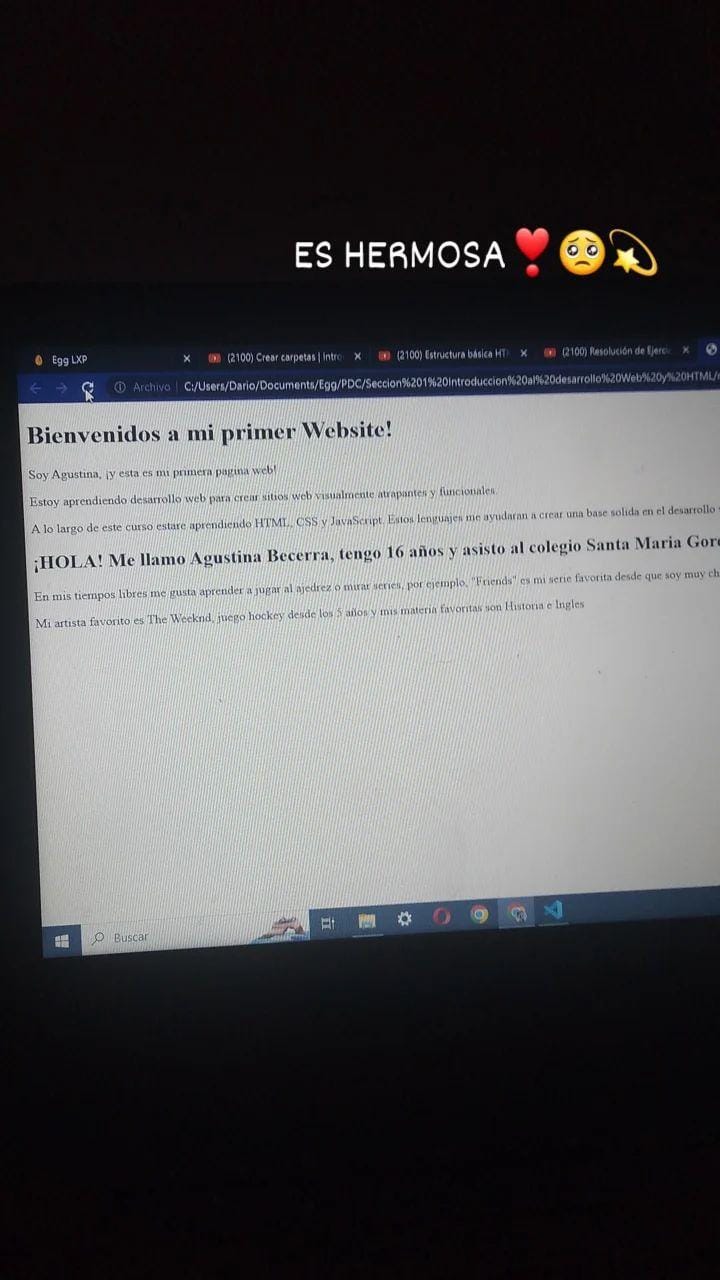 ES HERMOSA❣️🥺💫
Egg LXP
(2100) Crear carpetas | Intro
(2100) Estructura básica HT
(2100) Resolución de Ejerci
Archivo
C:/Users/Dario/Documents/Egg/PDC/Seccion%201%20Introduccion%20al%20desarrollo%20Web%20y%20HTML/
Bienvenidos a mi primer Website!
Soy Agustina, ¡y esta es mi primera pagina web!
Estoy aprendiendo desarrollo web para crear sitios web visualmente atrapantes y funcionales.
A lo largo de este curso estare aprendiendo HTML, CSS y JavaScript. Estos lenguajes me ayudaran a crear una base solida en el desarrollo
¡HOLA! Me llamo Agustina Becerra, tengo 16 años y asisto al colegio Santa Maria Gor
En mis tiempos libres me gusta aprender a jugar al ajedrez o mirar series, por ejemplo, "Friends" es mi serie favorita desde que soy muy ch
Mi artista favorito es The Weeknd, juego hockey desde los 5 años y mis materia favoritas son Historia e Ingles
Buscar